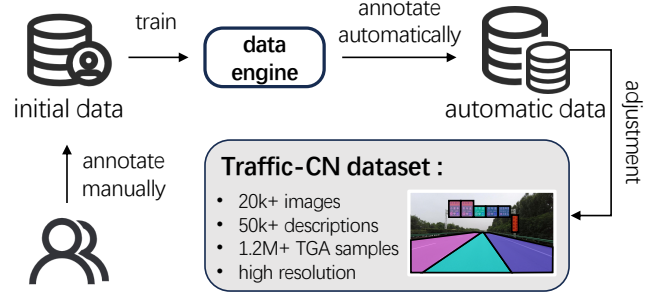 train
data
engine
annotate
automatically
initial data
automatic data
adjustment
annotate
manually
Traffic-CN dataset :
• 20k+ images
• 50k+ descriptions
• 1.2M+ TGA samples
• high resolution